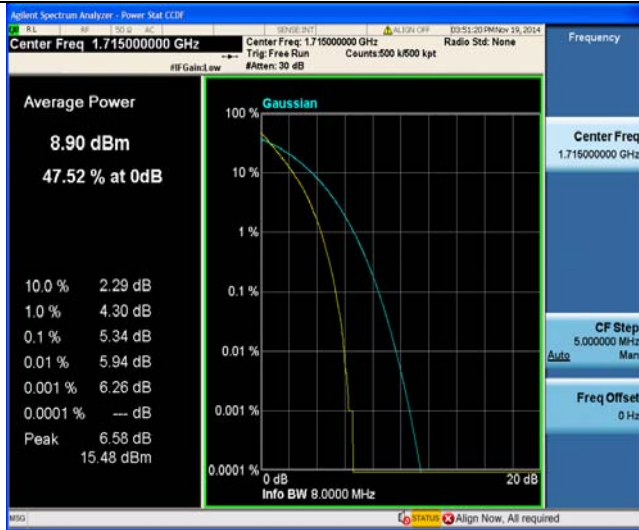 Agilent Spectrum Analyzer - Power Stat CCDF
RL RF 50 Ω AC SENSE:INT ALIGN OFF 03:51:20 PM Nov 19, 2014
Center Freq 1.715000000 GHz
Center Freq: 1.715000000 GHz Radio Std: None
Trig: Free Run Counts:500 k/500 kpt
#IFGain:Low #Atten: 30 dB
Frequency
Average Power
8.90 dBm
47.52 % at 0dB
10.0 % 2.29 dB
1.0 % 4.30 dB
0.1 % 5.34 dB
0.01 % 5.94 dB
0.001 % 6.26 dB
0.0001 % --- dB
Peak 6.58 dB
15.48 dBm
Gaussian
100 %
10 %
1 %
0.1 %
0.01 %
0.001 %
0.0001 %
0 dB 20 dB
Info BW 8.0000 MHz
Center Freq
1.715000000 GHz
CF Step
5.000000 MHz
Auto Man
Freq Offset
0 Hz
MSG STATUS Align Now, All required